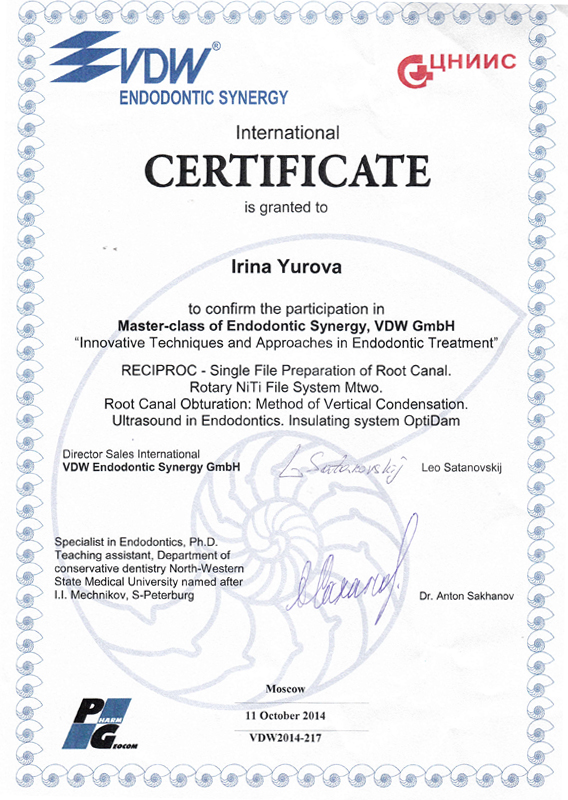 VDW®
ENDODONTIC SYNERGY
ЦНИИС
International
CERTIFICATE
is granted to
Irina Yurova
to confirm the participation in
Master-class of Endodontic Synergy, VDW GmbH
“Innovative Techniques and Approaches in Endodontic Treatment”
RECIPROC - Single File Preparation of Root Canal.
Rotary NiTi File System Mtwo.
Root Canal Obturation: Method of Vertical Condensation.
Ultrasound in Endodontics. Insulating system OptiDam
Director Sales International
VDW Endodontic Synergy GmbH
L Satanovskij
Leo Satanovskij
Specialist in Endodontics, Ph.D.
Teaching assistant, Department of
conservative dentistry North-Western
State Medical University named after
I.I. Mechnikov, S-Peterburg
Dr. Anton Sakhanov
PHARM
GEOCOM
Moscow
11 October 2014
VDW2014-217